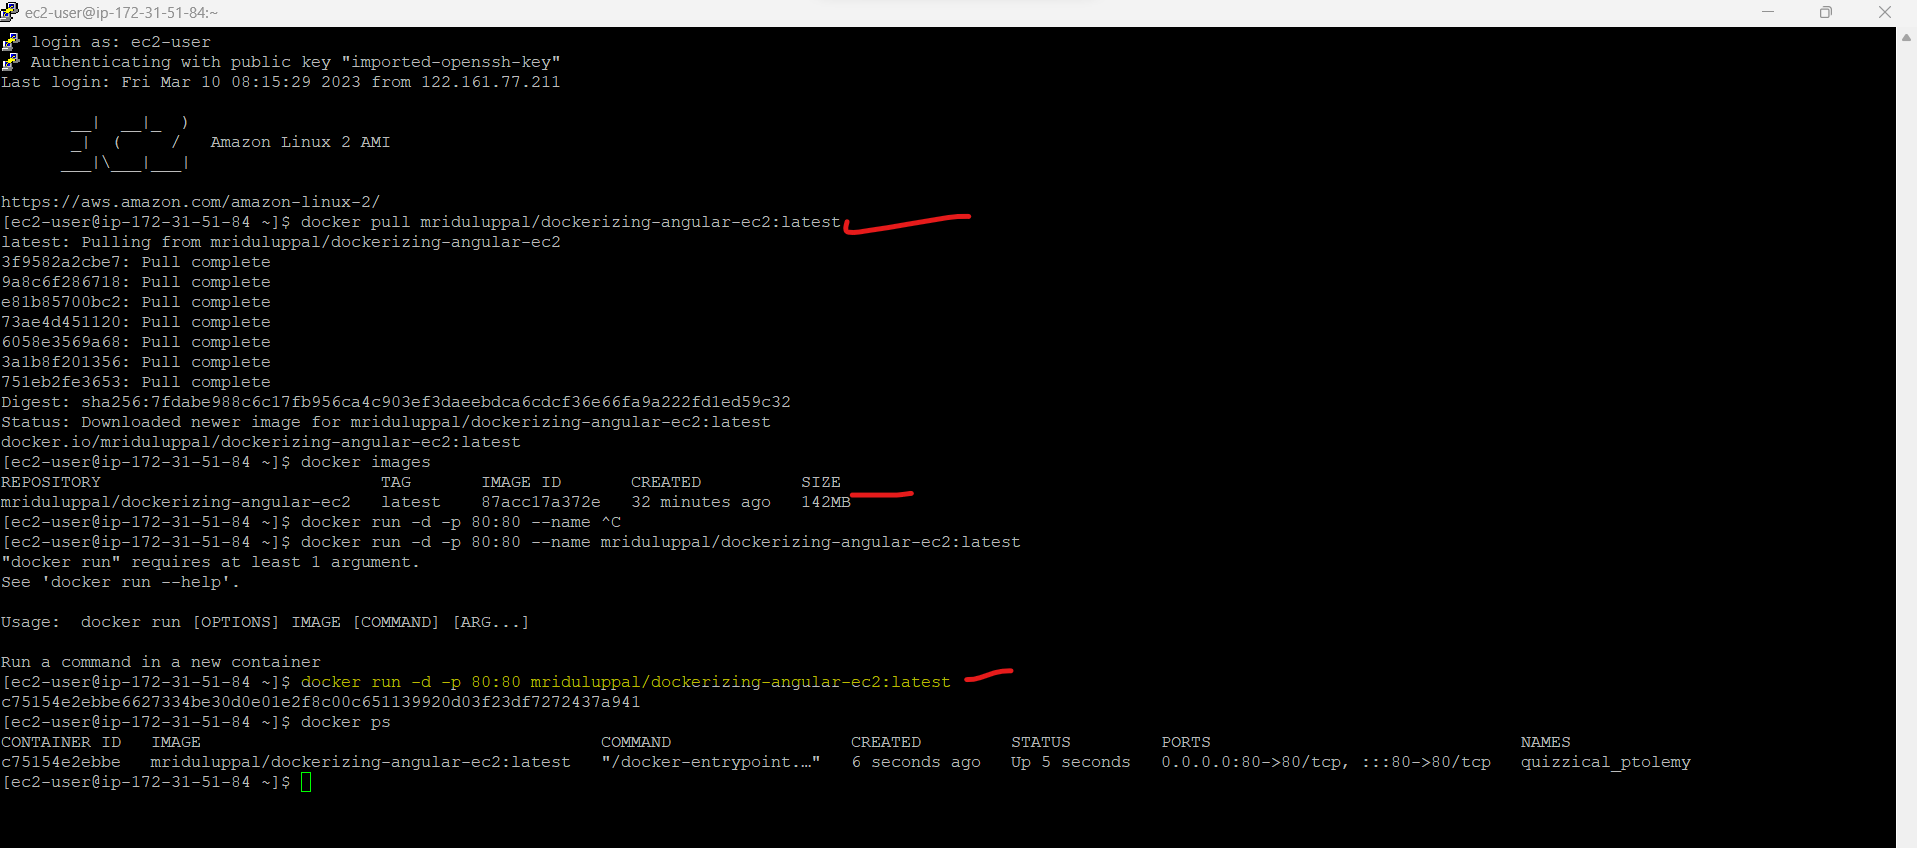 ec2-user@ip-172-31-51-84:~
login as: ec2-user
Authenticating with public key "imported-openssh-key"
Last login: Fri Mar 10 08:15:29 2023 from 122.161.77.211
__|  __|_  )
_|  (     /   Amazon Linux 2 AMI
___|\___|___|
https://aws.amazon.com/amazon-linux-2/
[ec2-user@ip-172-31-51-84 ~]$ docker pull mriduluppal/dockerizing-angular-ec2:latest
latest: Pulling from mriduluppal/dockerizing-angular-ec2
3f9582a2cbe7: Pull complete
9a8c6f286718: Pull complete
e81b85700bc2: Pull complete
73ae4d451120: Pull complete
6058e3569a68: Pull complete
3a1b8f201356: Pull complete
751eb2fe3653: Pull complete
Digest: sha256:7fdabe988c6c17fb956ca4c903ef3daeebdca6cdcf36e66fa9a222fd1ed59c32
Status: Downloaded newer image for mriduluppal/dockerizing-angular-ec2:latest
docker.io/mriduluppal/dockerizing-angular-ec2:latest
[ec2-user@ip-172-31-51-84 ~]$ docker images
REPOSITORY                            TAG       IMAGE ID       CREATED          SIZE
mriduluppal/dockerizing-angular-ec2   latest    87acc17a372e   32 minutes ago   142MB
[ec2-user@ip-172-31-51-84 ~]$ docker run -d -p 80:80 --name ^C
[ec2-user@ip-172-31-51-84 ~]$ docker run -d -p 80:80 --name mriduluppal/dockerizing-angular-ec2:latest
"docker run" requires at least 1 argument.
See 'docker run --help'.
Usage:  docker run [OPTIONS] IMAGE [COMMAND] [ARG...]
Run a command in a new container
[ec2-user@ip-172-31-51-84 ~]$ docker run -d -p 80:80 mriduluppal/dockerizing-angular-ec2:latest
c75154e2ebbe6627334be30d0e01e2f8c00c651139920d03f23df7272437a941
[ec2-user@ip-172-31-51-84 ~]$ docker ps
CONTAINER ID   IMAGE                                        COMMAND                  CREATED         STATUS         PORTS                               NAMES
c75154e2ebbe   mriduluppal/dockerizing-angular-ec2:latest   "/docker-entrypoint.…"   6 seconds ago   Up 5 seconds   0.0.0.0:80->80/tcp, :::80->80/tcp   quizzical_ptolemy
[ec2-user@ip-172-31-51-84 ~]$